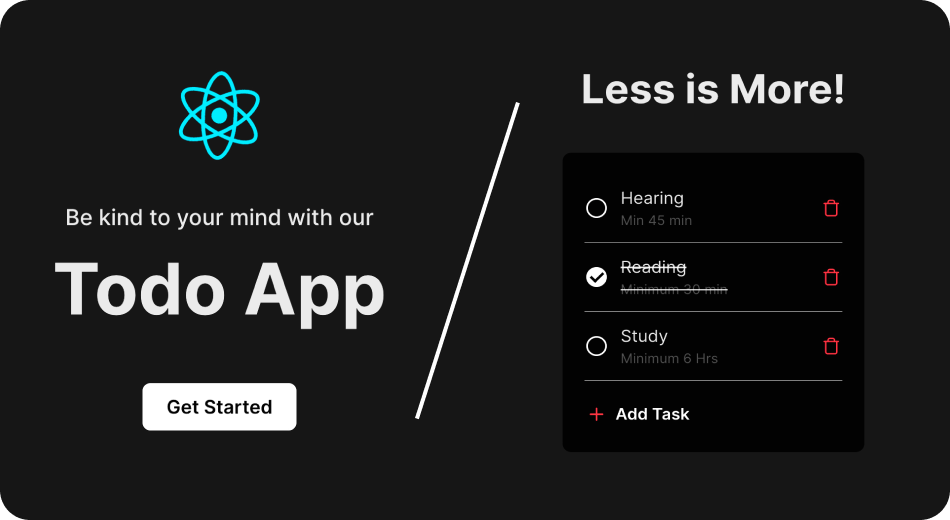 Be kind to your mind with our
Todo App
Get Started
Less is More!
Hearing
Min 45 min
Reading
Minimum 30 min
Study
Minimum 6 Hrs
Add Task